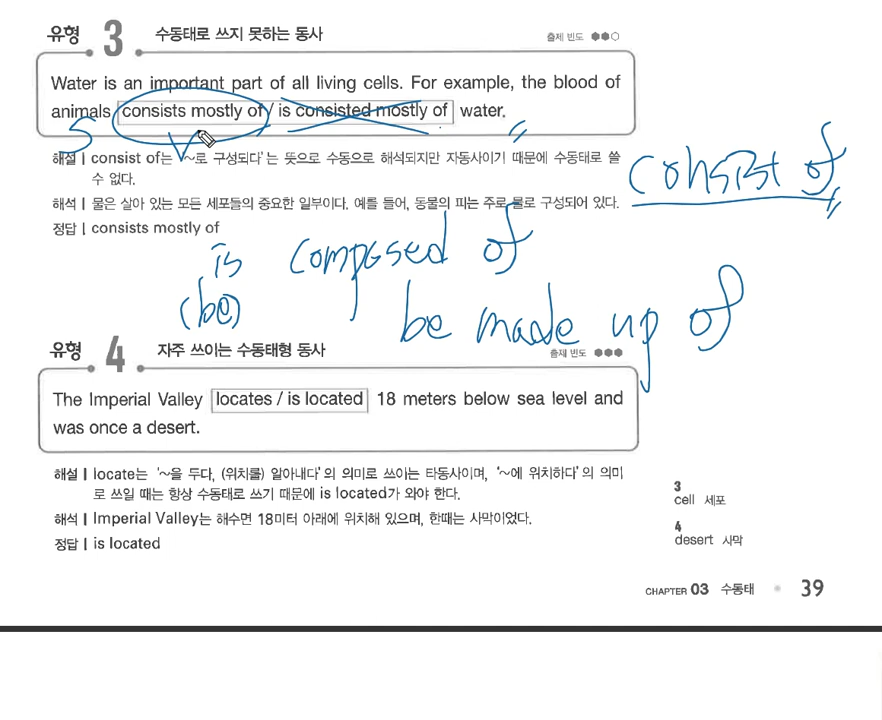 유형 3 수동태로 쓰지 못하는 동사 출제 빈도 ●●○
Water is an important part of all living cells. For example, the blood of
animals consists mostly of / is consisted mostly of water.
S V
해설 | consist of는 '~로 구성되다'는 뜻으로 수동으로 해석되지만 자동사이기 때문에 수동태로 쓸
수 없다.
consist of
해석 | 물은 살아 있는 모든 세포들의 중요한 일부이다. 예를 들어, 동물의 피는 주로 물로 구성되어 있다.
정답 | consists mostly of
is composed of
(be)
be made up of
유형 4 자주 쓰이는 수동태형 동사 출제 빈도 ●●●
The Imperial Valley locates / is located 18 meters below sea level and
was once a desert.
해설 | locate는 '~을 두다, (위치를) 알아내다'의 의미로 쓰이는 타동사이며, '~에 위치하다'의 의미
로 쓰일 때는 항상 수동태로 쓰기 때문에 is located가 와야 한다.
해석 | Imperial Valley는 해수면 18미터 아래에 위치해 있으며, 한때는 사막이었다.
정답 | is located
3
cell 세포
4
desert 사막
CHAPTER 03 수동태 39